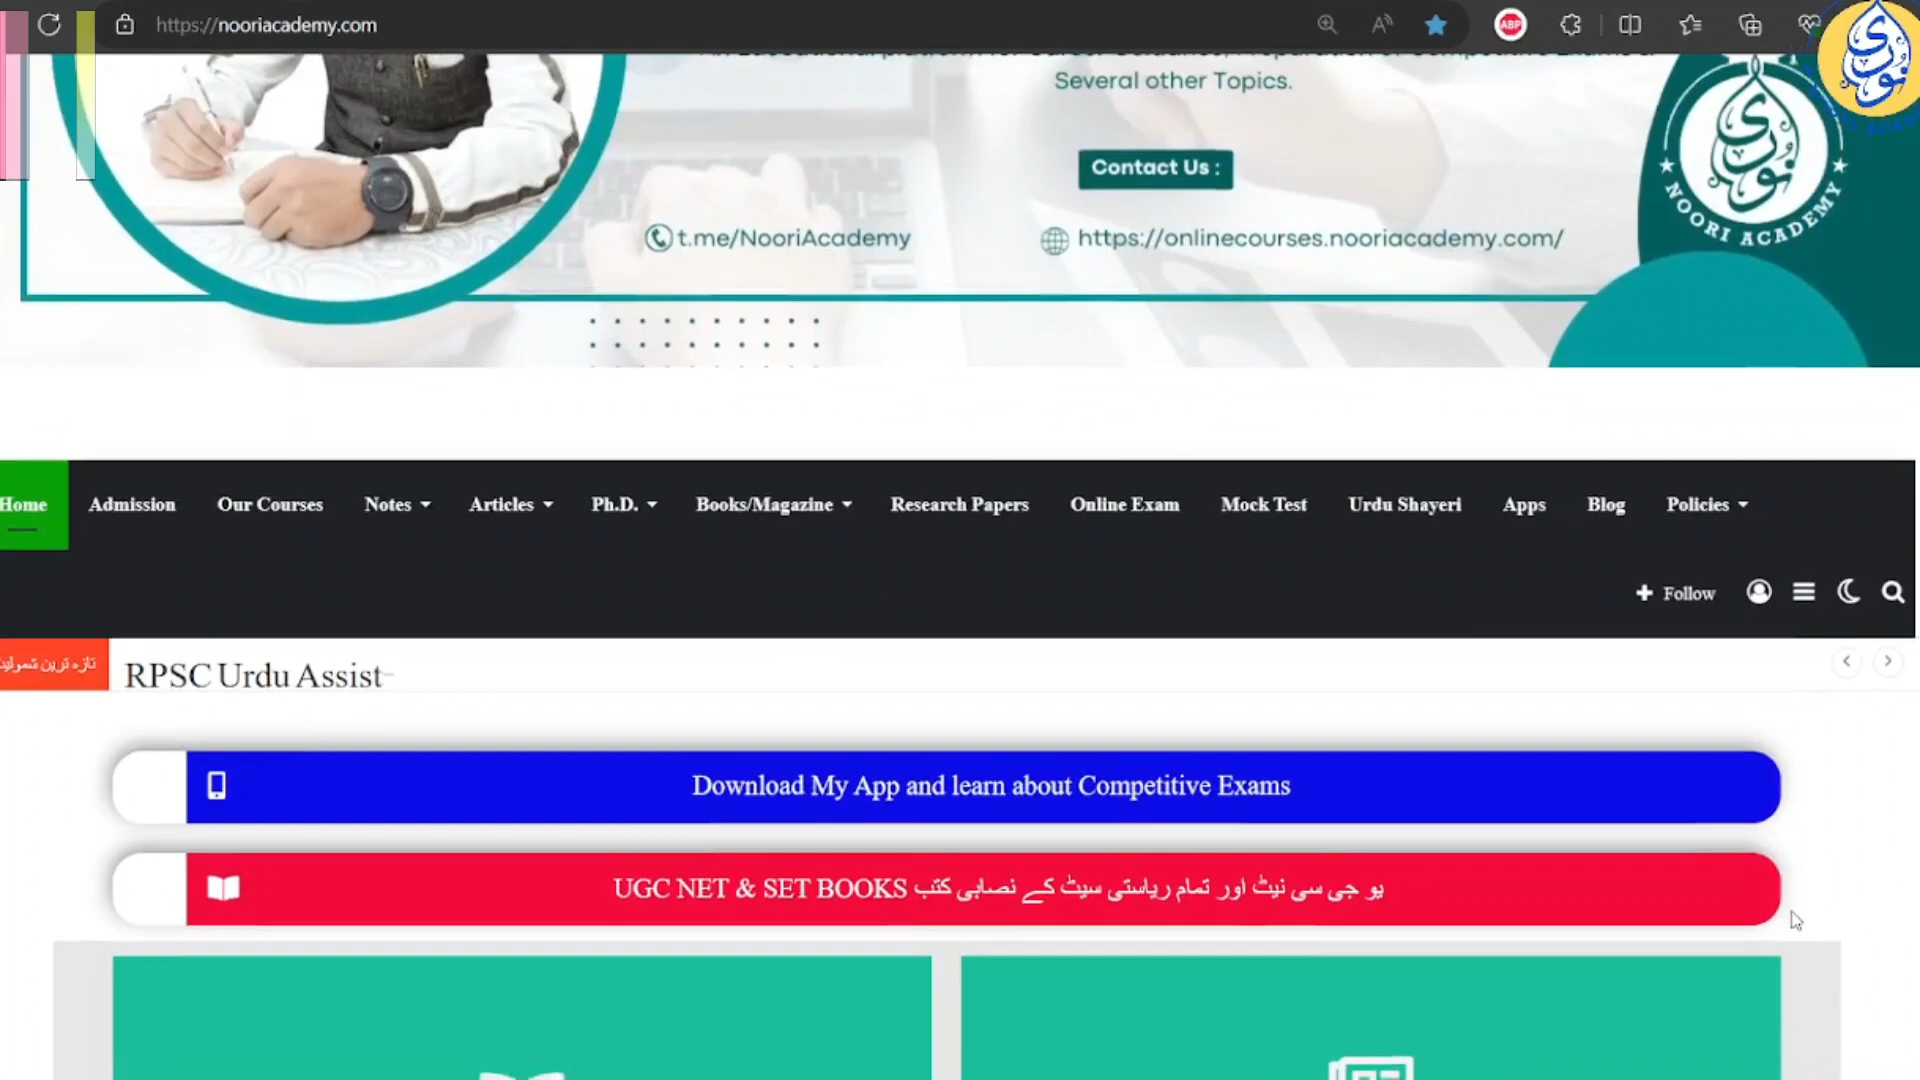 https://nooriacademy.com
Several other Topics.
Contact Us :
t.me/NooriAcademy
https://onlinecourses.nooriacademy.com/
نوری
NOORI ACADEMY
Home
Admission
Our Courses
Notes
Articles
Ph.D.
Books/Magazine
Research Papers
Online Exam
Mock Test
Urdu Shayeri
Apps
Blog
Policies
Follow
تازہ ترین
RPSC Urdu Assist
Download My App and learn about Competitive Exams
UGC NET & SET BOOKS یو جی سی نیٹ اور تمام ریاستی سیٹ کے نصابی کتب